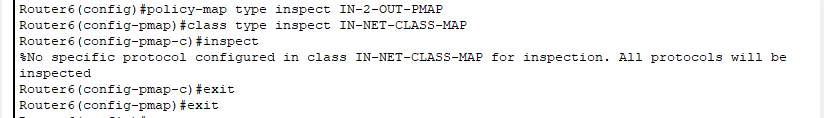 Router6(config)#policy-map type inspect IN-2-OUT-PMAP
Router6(config-pmap)#class type inspect IN-NET-CLASS-MAP
Router6(config-pmap-c)#inspect
%No specific protocol configured in class IN-NET-CLASS-MAP for inspection. All protocols will be
inspected
Router6(config-pmap-c)#exit
Router6(config-pmap)#exit